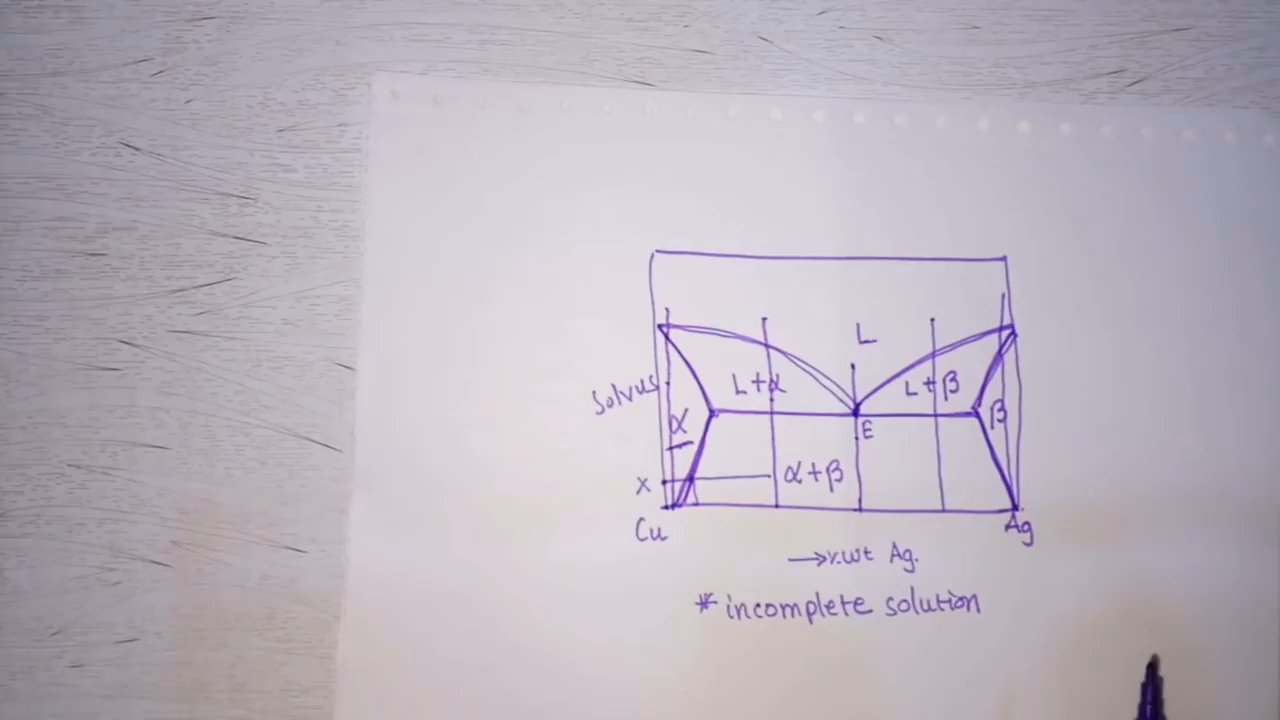 L
L+α
L+β
Solvus
α
β
E
α+β
x
Cu
Ag
→%wt Ag.
* incomplete solution